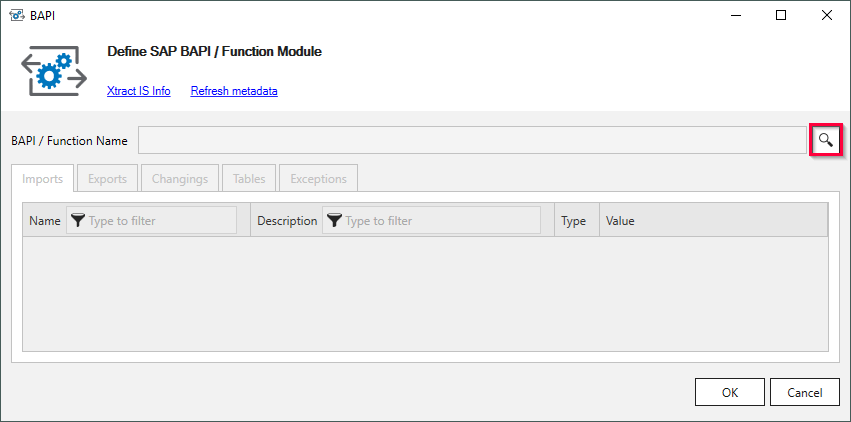 BAPI
Define SAP BAPI / Function Module
Xtract IS Info Refresh metadata
BAPI / Function Name
Imports Exports Changings Tables Exceptions
Name Type to filter Description Type to filter Type Value
OK Cancel